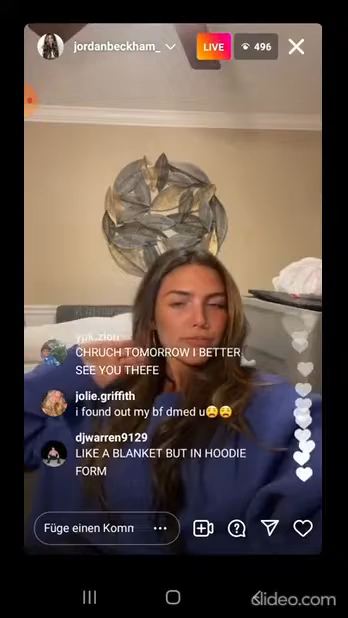 jordanbeckham_
LIVE
496
ypk.zion
CHRUCH TOMORROW I BETTER
SEE YOU THEFE
jolie.griffith
i found out my bf dmed u😩😩
djwarren9129
LIKE A BLANKET BUT IN HOODIE
FORM
Füge einen Komm
clideo.com